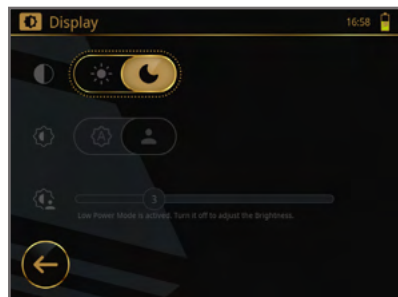 Display
16:58
A
3
Low Power Mode is actived. Turn it off to adjust the Brightness.